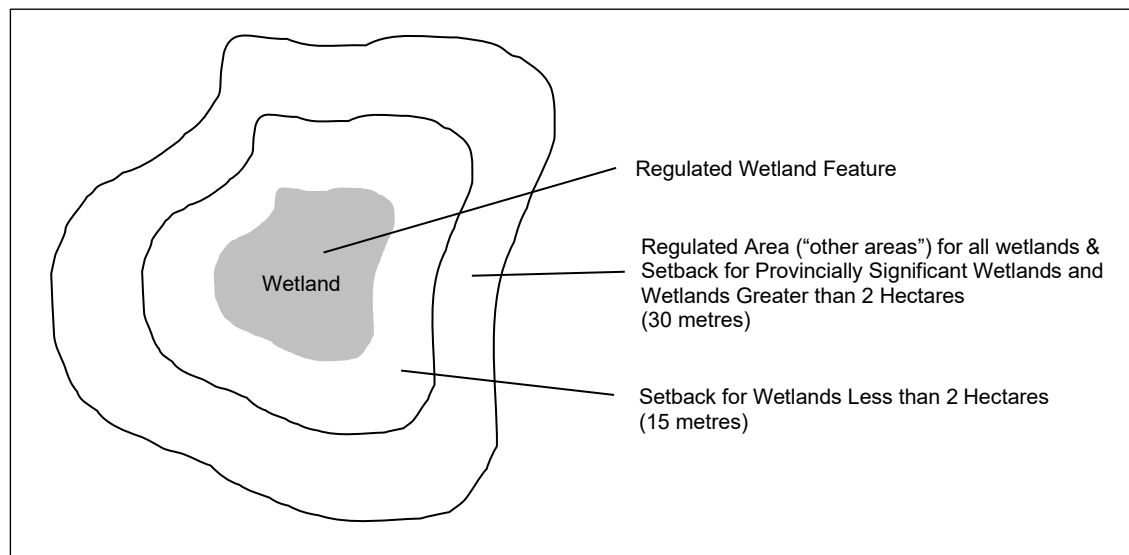 Regulated Wetland Feature
Wetland
Regulated Area (“other areas”) for all wetlands &
Setback for Provincially Significant Wetlands and
Wetlands Greater than 2 Hectares
(30 metres)
Setback for Wetlands Less than 2 Hectares
(15 metres)